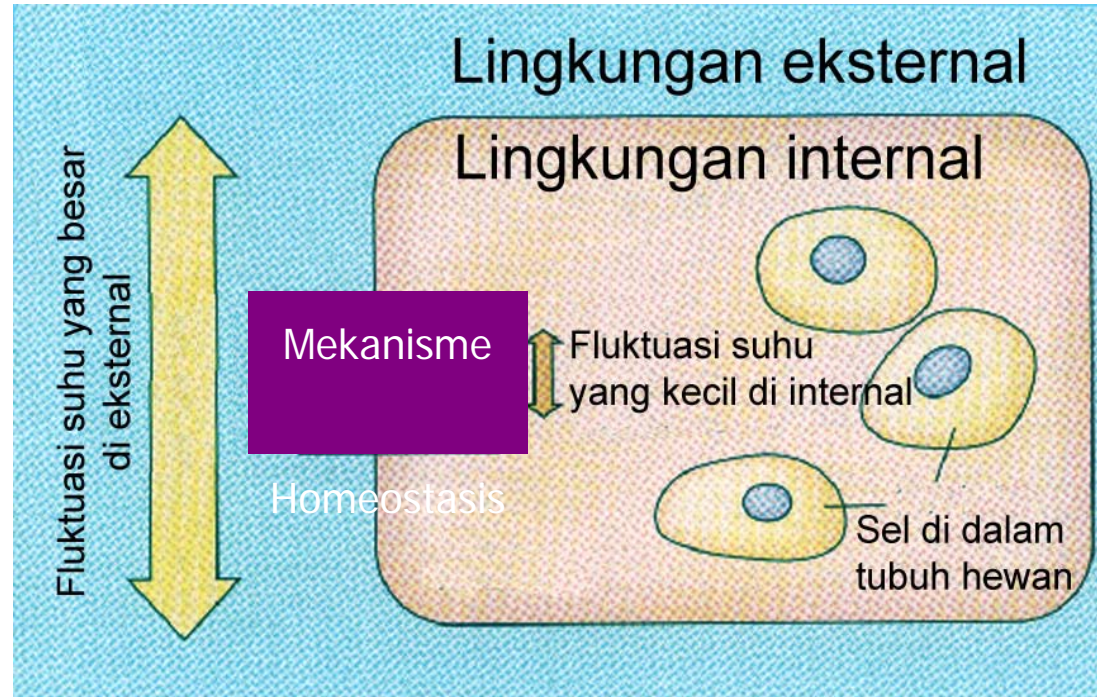 Lingkungan eksternal
Lingkungan internal
Fluktuasi suhu yang besar
di eksternal
Mekanisme
Homeostasis
Fluktuasi suhu
yang kecil di internal
Sel di dalam
tubuh hewan